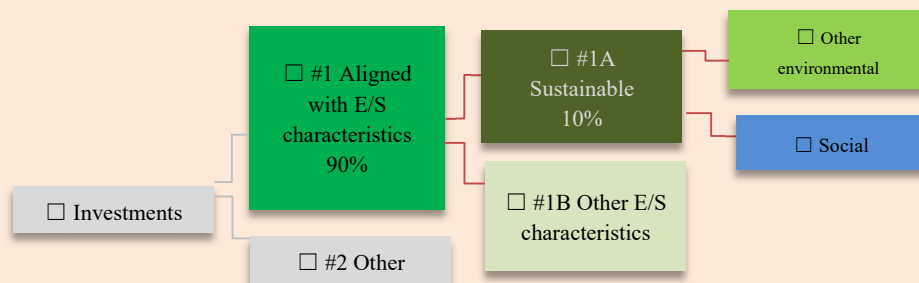 ☐ Investments
☐ #1 Aligned
with E/S
characteristics
90%
☐ #2 Other
☐ #1A
Sustainable
10%
☐ #1B Other E/S
characteristics
☐ Other
environmental
☐ Social